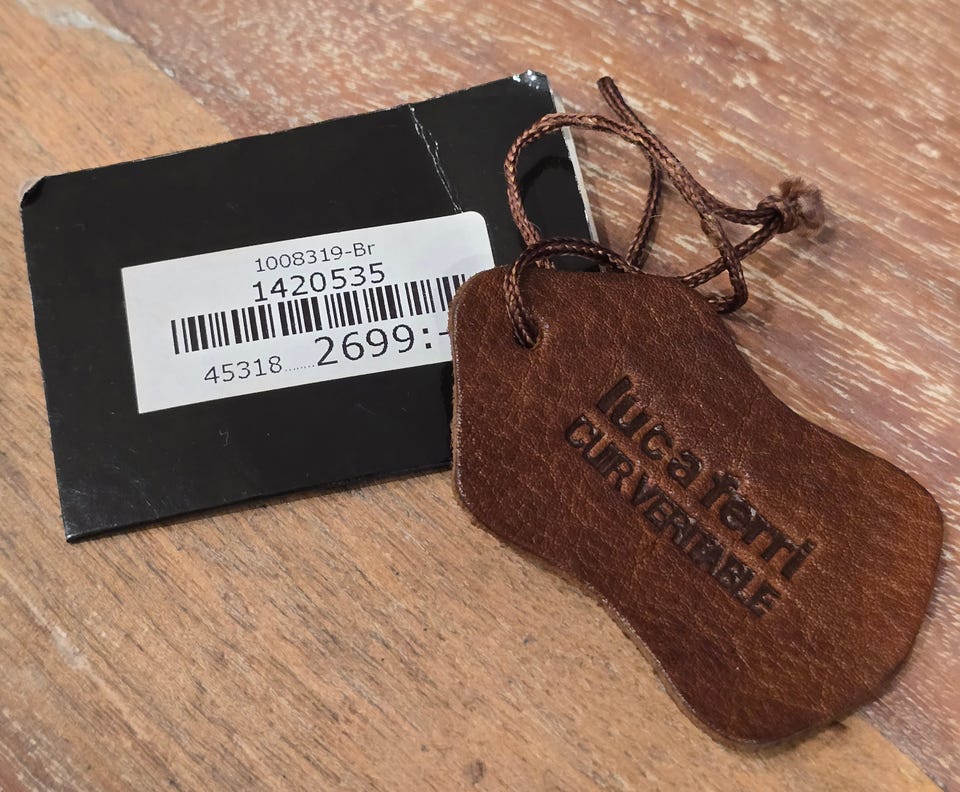 1008319-Br
1420535
45318........2699:-
luca ferri
CUIR VERITABLE